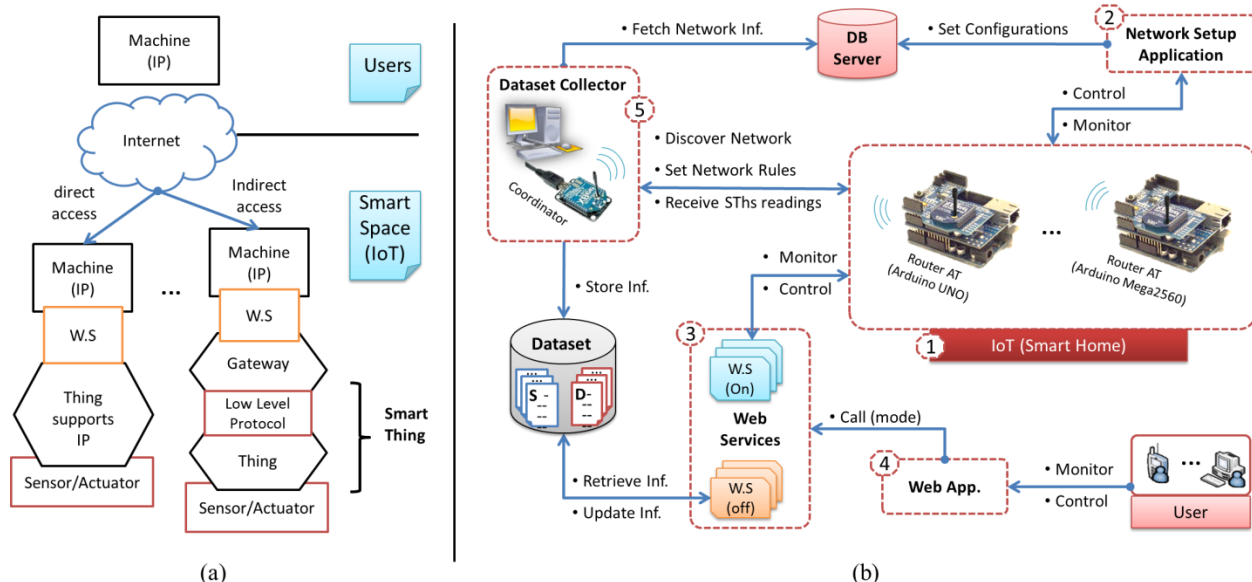 Machine
(IP)
Users
Internet
direct
access
Indirect
access
Smart
Space
(IoT)
Machine
(IP)
...
Machine
(IP)
W.S
W.S
Gateway
Thing
supports
IP
Low Level
Protocol
Smart
Thing
Thing
Sensor/Actuator
Sensor/Actuator
(a)
• Fetch Network Inf.
DB
Server
• Set Configurations
2
Network Setup
Application
Dataset Collector
5
Coordinator
• Control
• Monitor
• Discover Network
• Set Network Rules
• Receive SThs readings
Router AT
(Arduino UNO)
...
Router AT
(Arduino Mega2560)
1
IoT (Smart Home)
• Store Inf.
• Monitor
• Control
Dataset
S
D
3
W.S
(On)
Web
Services
W.S
(off)
• Call (mode)
4
Web App.
• Monitor
• Control
...
User
• Retrieve Inf.
• Update Inf.
(b)